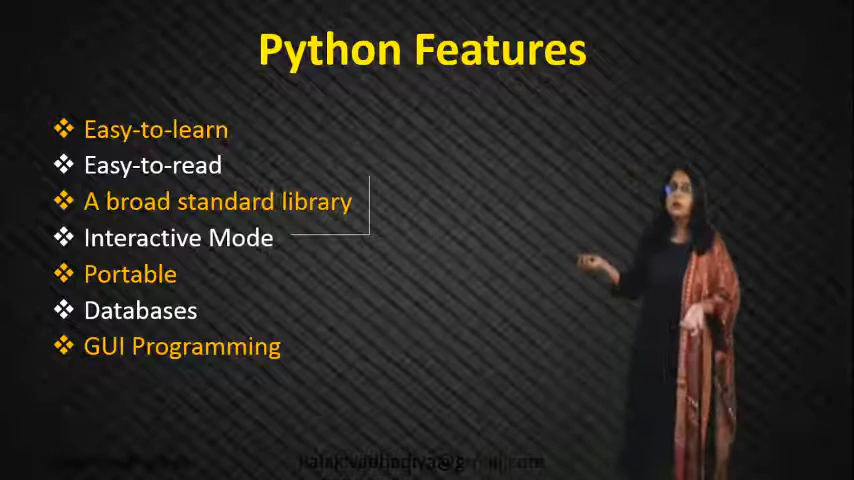 Python Features
Easy-to-learn
Easy-to-read
A broad standard library
Interactive Mode
Portable
Databases
GUI Programming